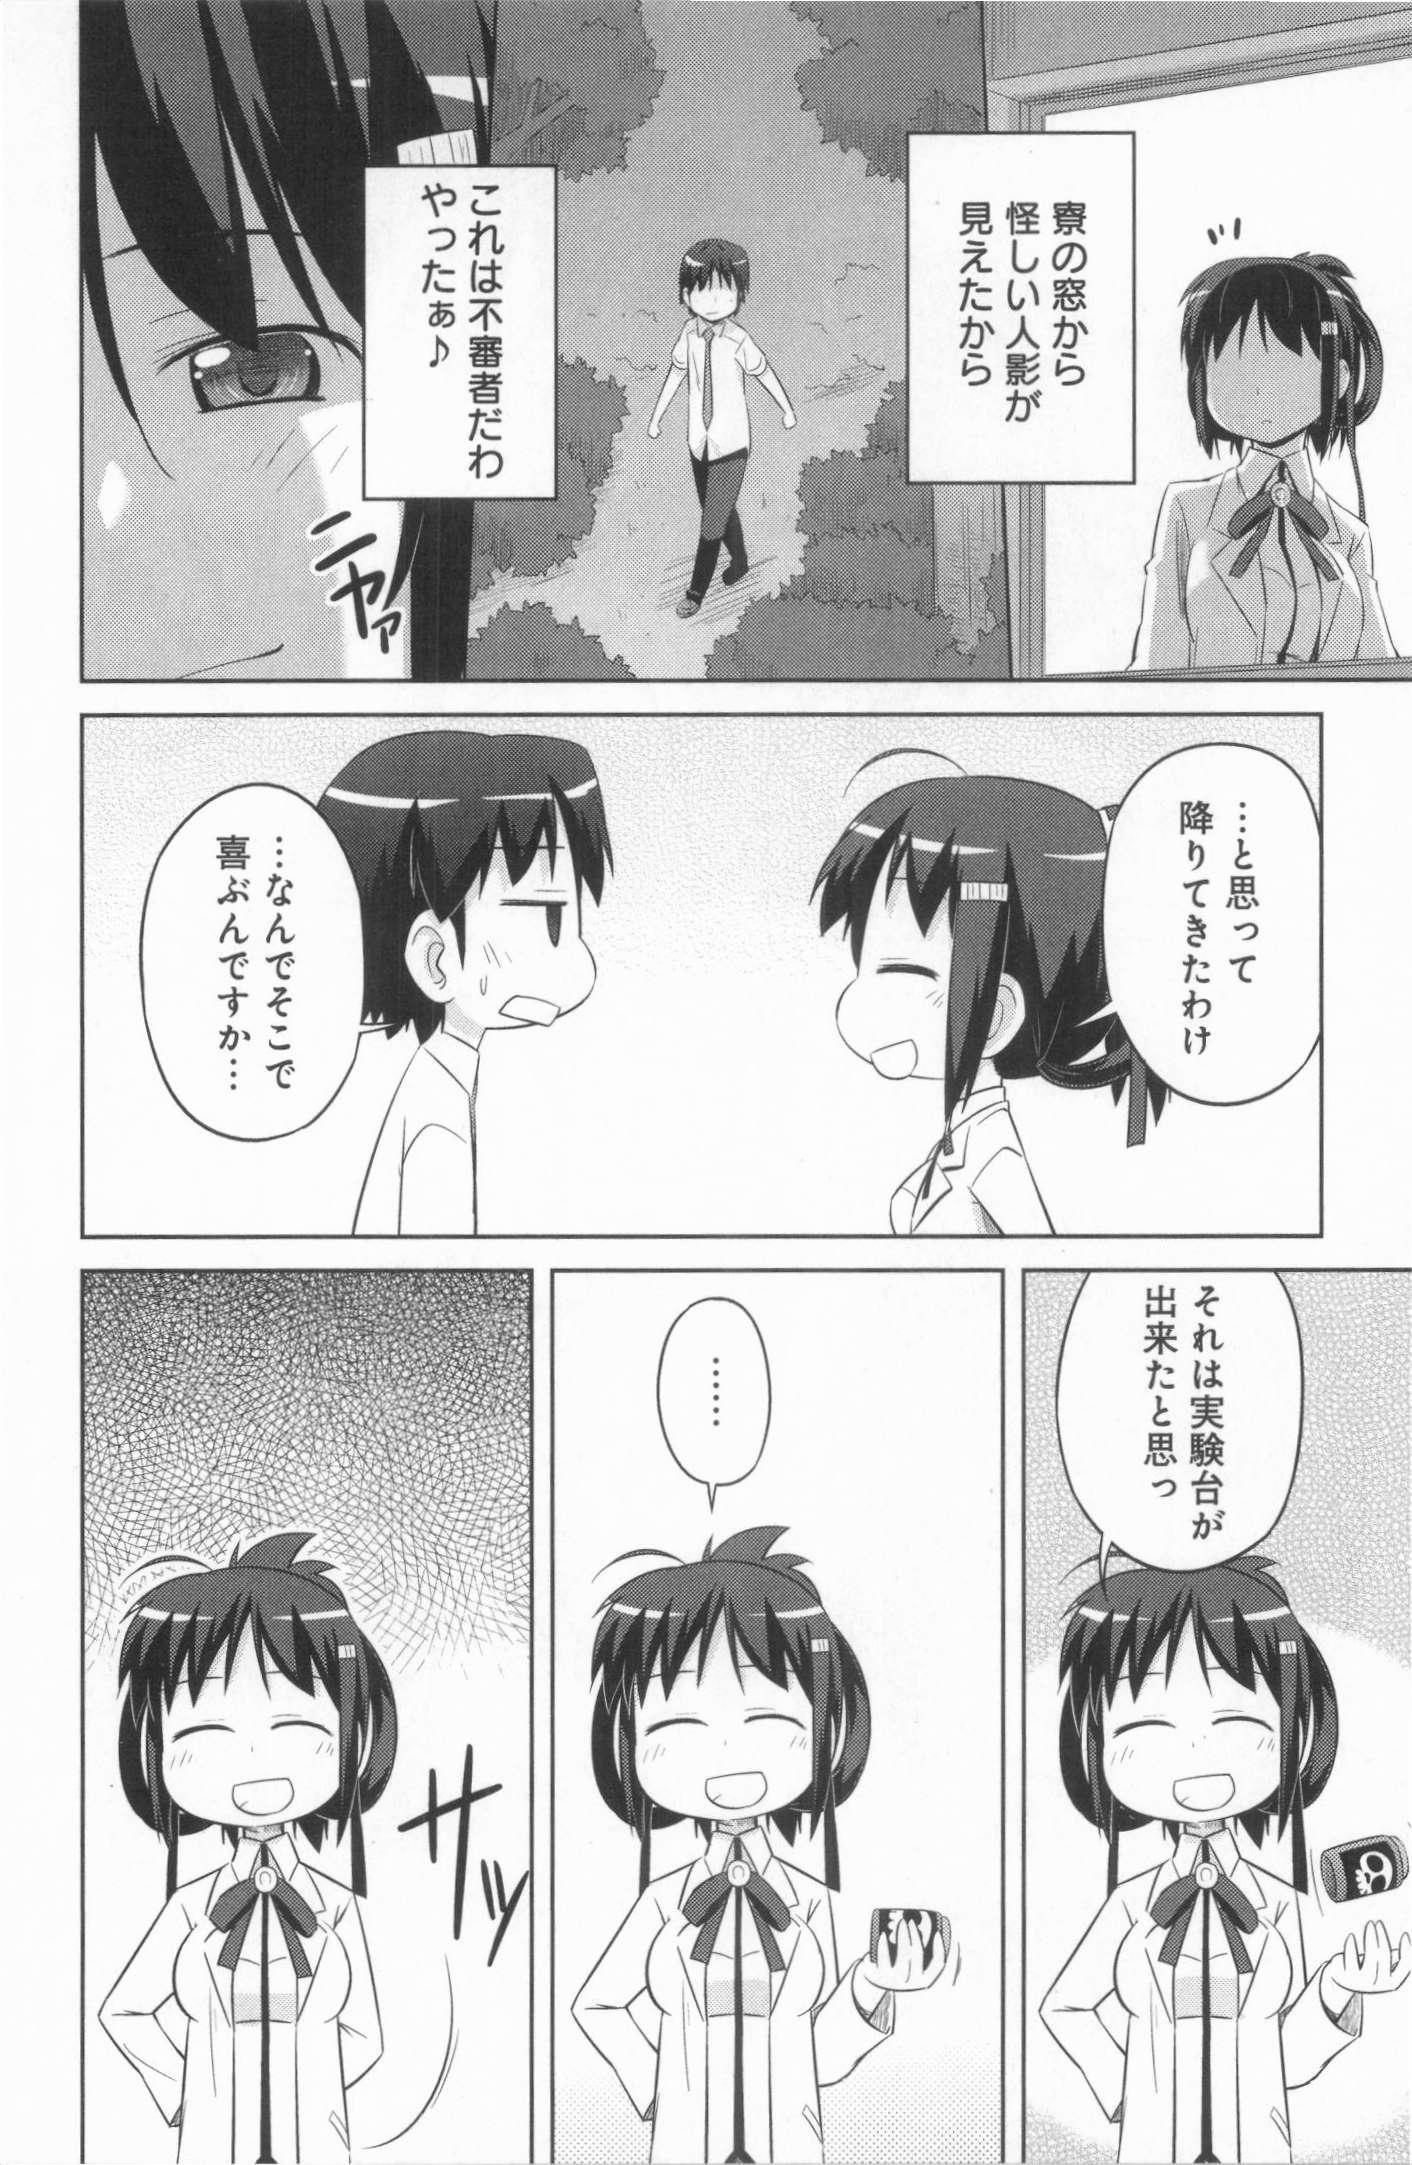 寮の窓から
怪しい人影が
見えたから
これは不審者だわ
やったぁ♪
ニヤァ
…と思って
降りてきたわけ
…なんでそこで
喜ぶんですか…
それは実験台が
出来たと思っ
……
サッ